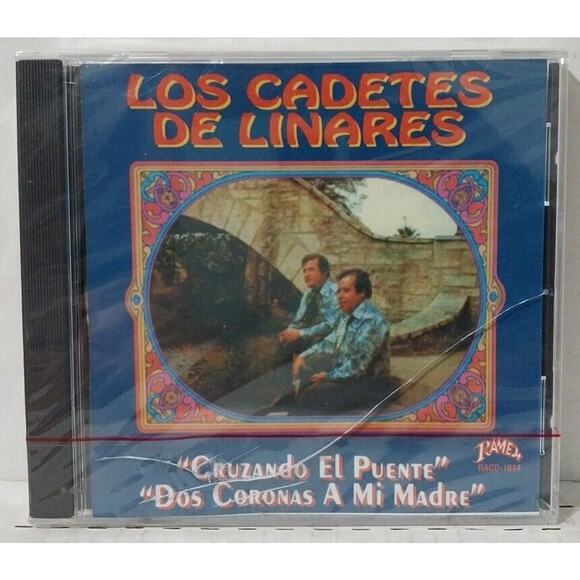 LOS CADETES
DE LINARES
"CRUZANDO EL PUENTE"
"DOS CORONAS A MI MADRE"
RAMEX
RACD-1014